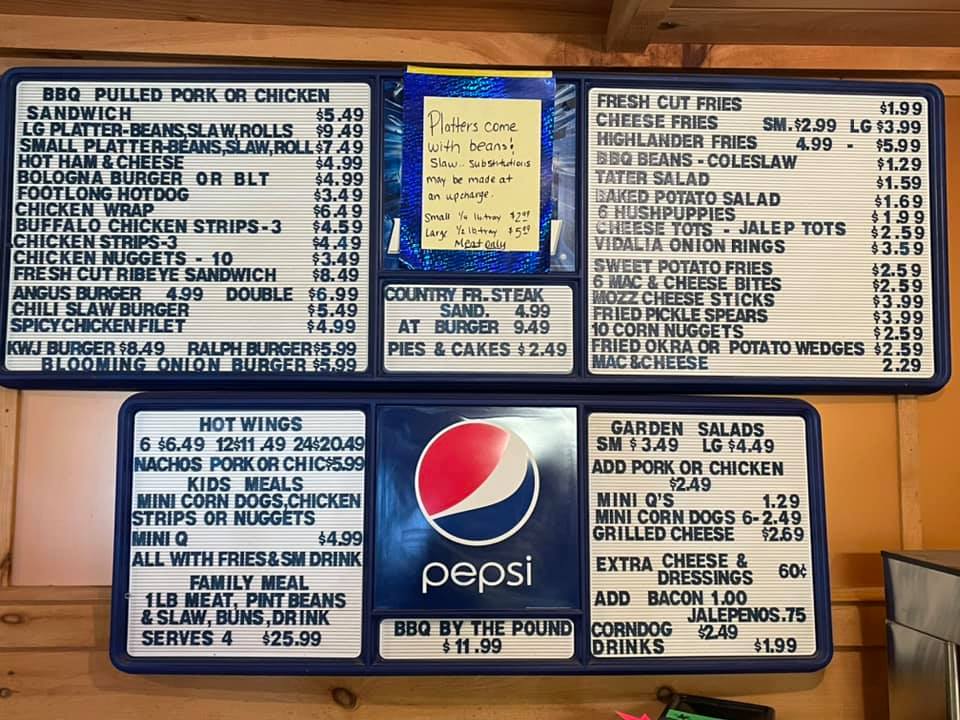 BBQ PULLED PORK OR CHICKEN
SANDWICH $5.49
LG PLATTER-BEANS,SLAW,ROLLS $9.49
SMALL PLATTER-BEANS,SLAW,ROLL $7.49
HOT HAM & CHEESE $4.99
BOLOGNA BURGER OR BLT $4.99
FOOTLONG HOTDOG $3.49
CHICKEN WRAP $6.49
BUFFALO CHICKEN STRIPS-3 $4.59
CHICKEN STRIPS-3 $4.49
CHICKEN NUGGETS - 10 $3.49
FRESH CUT RIBEYE SANDWICH $8.49
ANGUS BURGER 4.99 DOUBLE $6.99
CHILI SLAW BURGER $5.49
SPICY CHICKEN FILET $4.99
KWJ BURGER $8.49 RALPH BURGER $5.99
BLOOMING ONION BURGER $5.99
Platters come
with beans &
Slaw.. Substitutions
may be made at
an upcharge.
Small 1/4 lb tray
Large 1/2 lb tray
Meat only
COUNTRY FR. STEAK
SAND. 4.99
AT BURGER 9.49
PIES & CAKES $2.49
FRESH CUT FRIES $1.99
CHEESE FRIES SM.$2.99 LG $3.99
HIGHLANDER FRIES 4.99 - $5.99
BBQ BEANS - COLESLAW $1.29
TATER SALAD $1.59
BAKED POTATO SALAD $1.69
6 HUSHPUPPIES $1.99
CHEESE TOTS - JALEP TOTS $2.59
VIDALIA ONION RINGS $3.59
SWEET POTATO FRIES $2.59
6 MAC & CHEESE BITES $2.59
MOZZ CHEESE STICKS $3.99
FRIED PICKLE SPEARS $3.99
10 CORN NUGGETS $2.59
FRIED OKRA OR POTATO WEDGES $2.59
MAC & CHEESE 2.29
HOT WINGS
6 $6.49 12$11.49 24$20.49
NACHOS PORK OR CHIC $5.99
KIDS MEALS
MINI CORN DOGS,CHICKEN
STRIPS OR NUGGETS
MINI Q $4.99
ALL WITH FRIES & SM DRINK
FAMILY MEAL
1LB MEAT, PINT BEANS
& SLAW, BUNS,DRINK
SERVES 4 $25.99
pepsi
BBQ BY THE POUND
$11.99
GARDEN SALADS
SM $3.49 LG $4.49
ADD PORK OR CHICKEN
$2.49
MINI Q'S 1.29
MINI CORN DOGS 6-2.49
GRILLED CHEESE $2.69
EXTRA CHEESE &
DRESSINGS 60¢
ADD BACON 1.00
JALEPENOS.75
CORNDOG $2.49
DRINKS $1.99